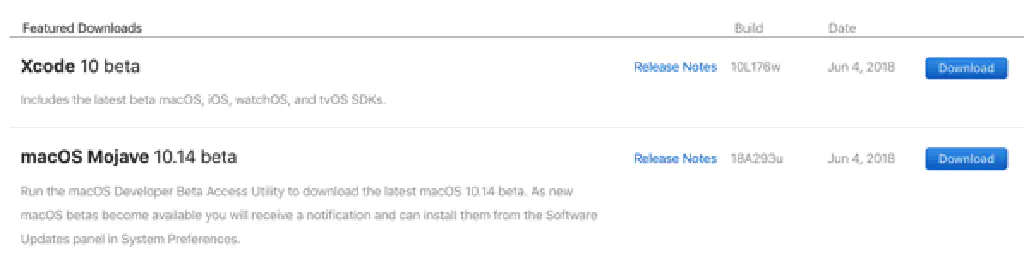 Featured Downloads Build Date
Xcode 10 beta Release Notes 10L176w Jun 4, 2018 Download
Includes the latest beta macOS, iOS, watchOS, and tvOS SDKs.
macOS Mojave 10.14 beta Release Notes 18A293u Jun 4, 2018 Download
Run the macOS Developer Beta Access Utility to download the latest macOS 10.14 beta. As new
macOS betas become available you will receive a notification and can install them from the Software
Updates panel in System Preferences.